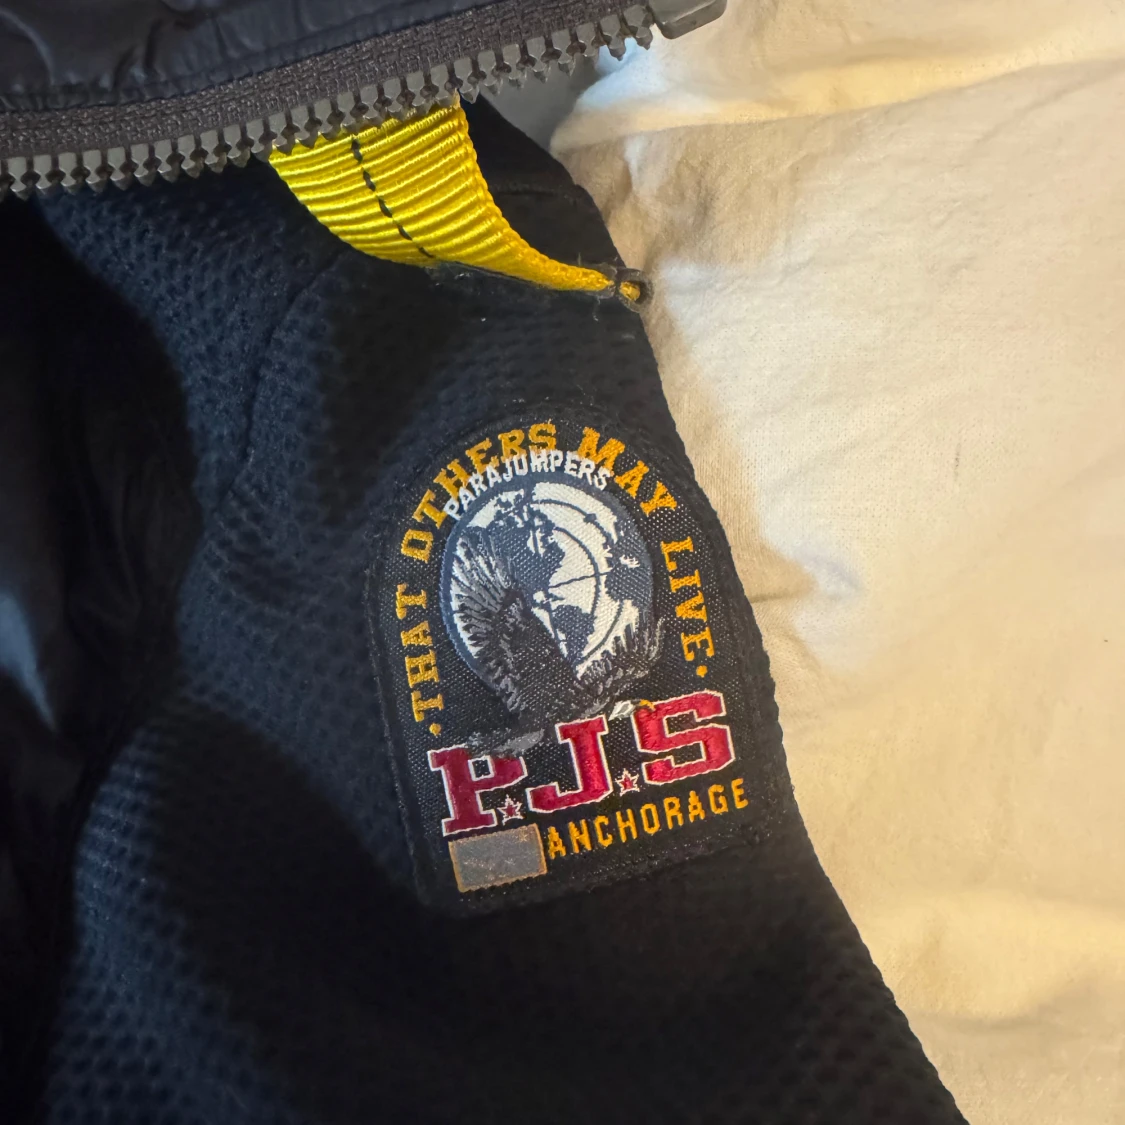 ·THAT OTHERS MAY LIVE·
PARAJUMPERS
P.J.S
ANCHORAGE